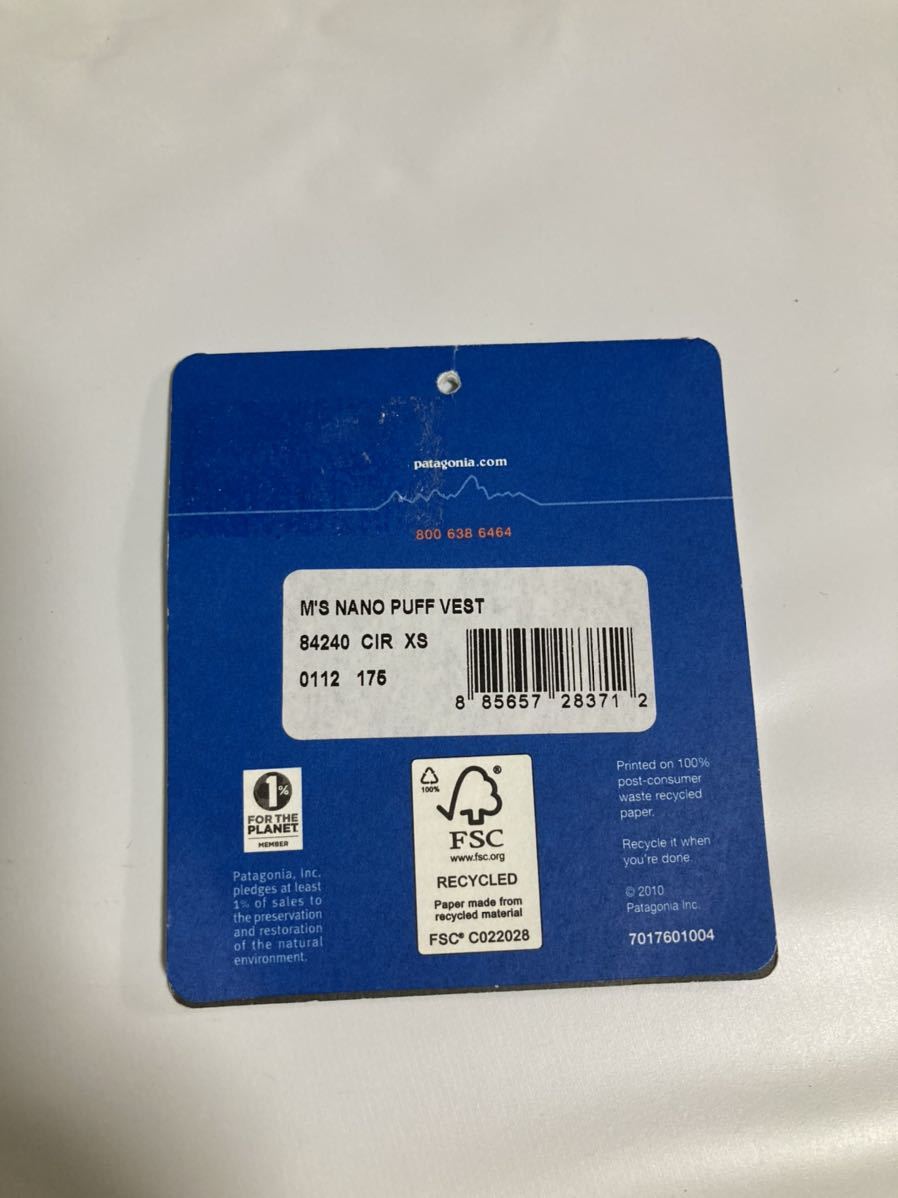 patagonia.com
800 638 6464
M'S NANO PUFF VEST
84240 CIR XS
0112 175
8 85657 28371 2
1%
FOR THE
PLANET
MEMBER
Patagonia, Inc.
pledges at least
1% of sales to
the preservation
and restoration
of the natural
environment.
100%
®
FSC
www.fsc.org
RECYCLED
Paper made from
recycled material
FSC® C022028
Printed on 100%
post-consumer
waste recycled
paper.
Recycle it when
you're done.
© 2010
Patagonia Inc.
7017601004